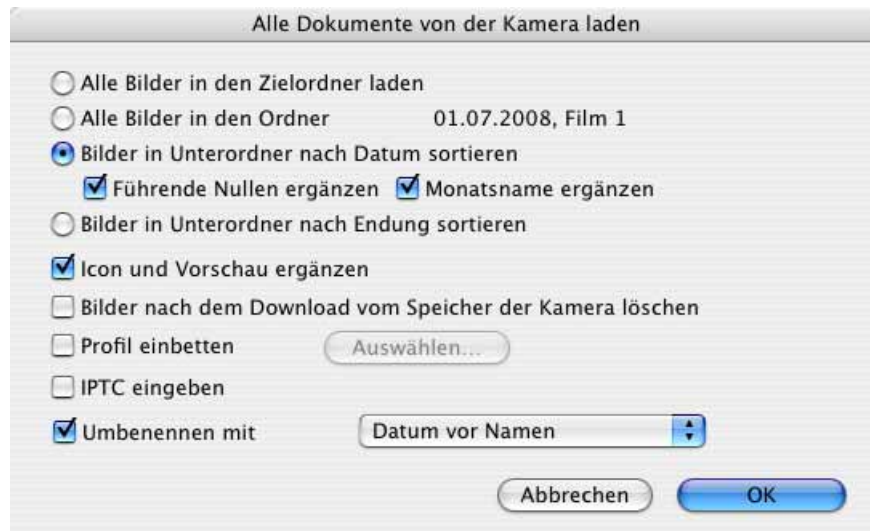 Alle Dokumente von der Kamera laden
Alle Bilder in den Zielordner laden
Alle Bilder in den Ordner 01.07.2008, Film 1
Bilder in Unterordner nach Datum sortieren
Führende Nullen ergänzen Monatsname ergänzen
Bilder in Unterordner nach Endung sortieren
Icon und Vorschau ergänzen
Bilder nach dem Download vom Speicher der Kamera löschen
Profil einbetten Auswählen...
IPTC eingeben
Umbenennen mit Datum vor Namen
Abbrechen OK